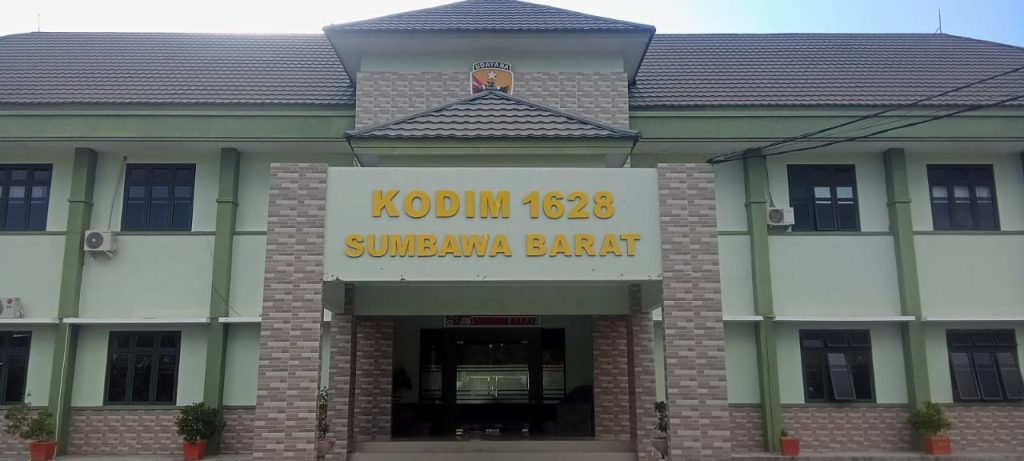 UDAYANA
KODIM 1628
SUMBAWA BARAT
SUMBAWA BARAT